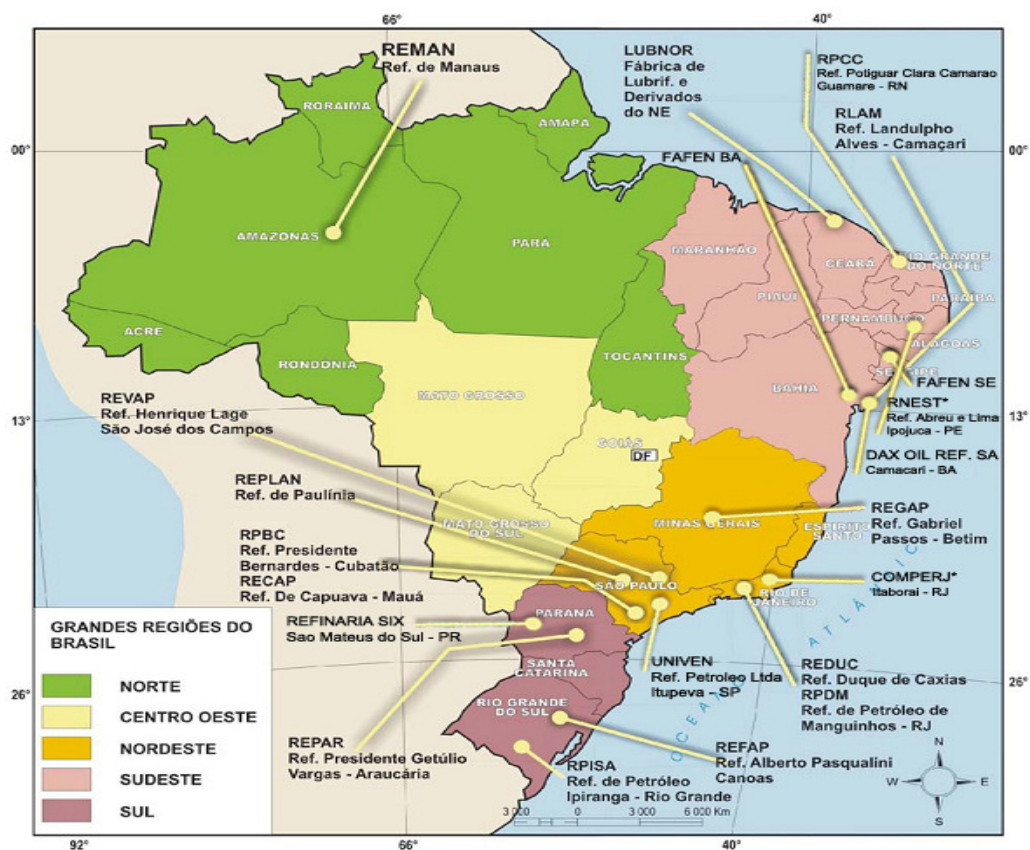 66°
40°
REMAN
Ref. de Manaus
LUBNOR
Fábrica de
Lubrif. e
Derivados
do NE
RPCC
Ref. Potiguar Clara Camarao
Guamare - RN
RLAM
Ref. Landulpho
Alves - Camaçari
FAFEN BA
00°
00°
RORAIMA
AMAPA
AMAZONAS
PARÁ
MARANHÃO
CEARÁ
IO GRANDE
DO NORTE
PARAIBA
PIAUI
PERNAMBUCO
ALAGOAS
SERGIPE
ACRE
RONDÔNIA
TOCANTINS
BAHIA
MATO GROSSO
GOIÁS
DF
FAFEN SE
RNEST*
Ref. Abreu e Lima
Ipojuca - PE
DAX OIL REF. SA
Camacari - BA
13°
13°
REVAP
Ref. Henrique Lage
São José dos Campos
REPLAN
Ref. de Paulínia
RPBC
Ref. Presidente
Bernardes - Cubatão
RECAP
Ref. De Capuava - Mauá
MATO GROSSO
DO SUL
MINAS GERAIS
ESPIRITO
SANTO
REGAP
Ref. Gabriel
Passos - Betim
COMPERJ*
Itaborai - RJ
SÃO PAULO
RIO DE
JANEIRO
OCEANO ATLÂNTIC
REFINARIA SIX
Sao Mateus do Sul - PR
PARANA
SANTA
CATARINA
RIO GRANDE
DO SUL
UNIVEN
Ref. Petroleo Ltda
Itupeva - SP
REDUC
Ref. Duque de Caxias
RPDM
Ref. de Petróleo de
Manguinhos - RJ
26°
26°
REPAR
Ref. Presidente Getúlio
Vargas - Araucária
RPISA
Ref. de Petróleo
Ipiranga - Rio Grande
REFAP
Ref. Alberto Pasqualini
Canoas
GRANDES REGIÕES DO
BRASIL
NORTE
CENTRO OESTE
NORDESTE
SUDESTE
SUL
N
W E
S
3 000 0 3 000 6 000 Km
92°
66°
40°